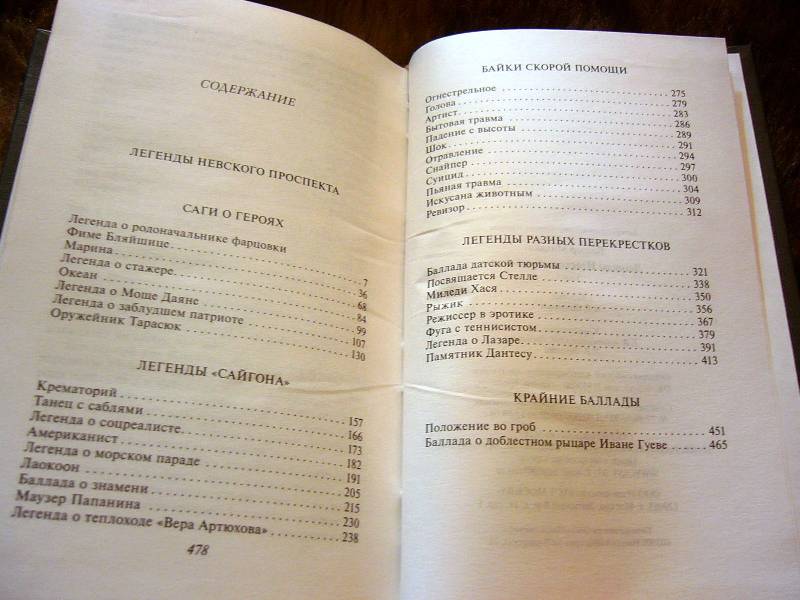 СОДЕРЖАНИЕ
ЛЕГЕНДЫ НЕВСКОГО ПРОСПЕКТА
САГИ О ГЕРОЯХ
Легенда о родоначальнике фарцовки
Фиме Бляйшице 7
Марина 36
Легенда о стажере 68
Океан 84
Легенда о Моше Даяне 99
Легенда о заблудшем патриоте 107
Оружейник Тарасюк 130
ЛЕГЕНДЫ «САЙГОНА»
Крематорий 157
Танец с саблями 166
Легенда о соцреалисте 173
Американист 182
Легенда о морском параде 191
Лаокоон 205
Баллада о знамени 215
Маузер Папанина 230
Легенда о теплоходе «Вера Артюхова» 238
478
БАЙКИ СКОРОЙ ПОМОЩИ
Огнестрельное 275
Голова 279
Артист 283
Бытовая травма 286
Падение с высоты 289
Шок 291
Отравление 294
Снайпер 297
Суицид 300
Пьяная травма 304
Искусана животным 309
Ревизор 312
ЛЕГЕНДЫ РАЗНЫХ ПЕРЕКРЕСТКОВ
Баллада датской тюрьмы 321
Посвящается Стелле 338
Миледи Хася 350
Рыжик 356
Режиссер в эротике 367
Фуга с теннисистом 379
Легенда о Лазаре 391
Памятник Дантесу 413
КРАЙНИЕ БАЛЛАДЫ
Положение во гроб 451
Баллада о доблестном рыцаре Иване Гуеве 465